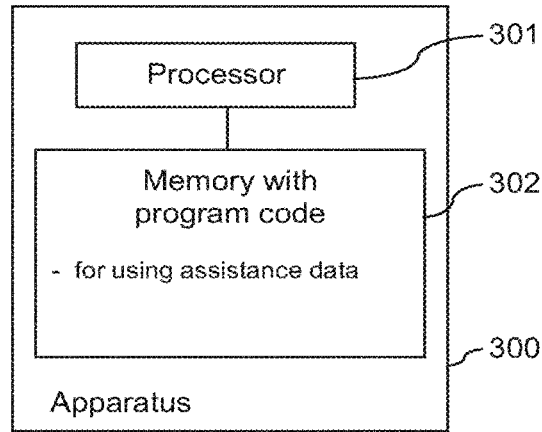 Processor
301
Memory with
program code
- for using assistance data
302
300
Apparatus